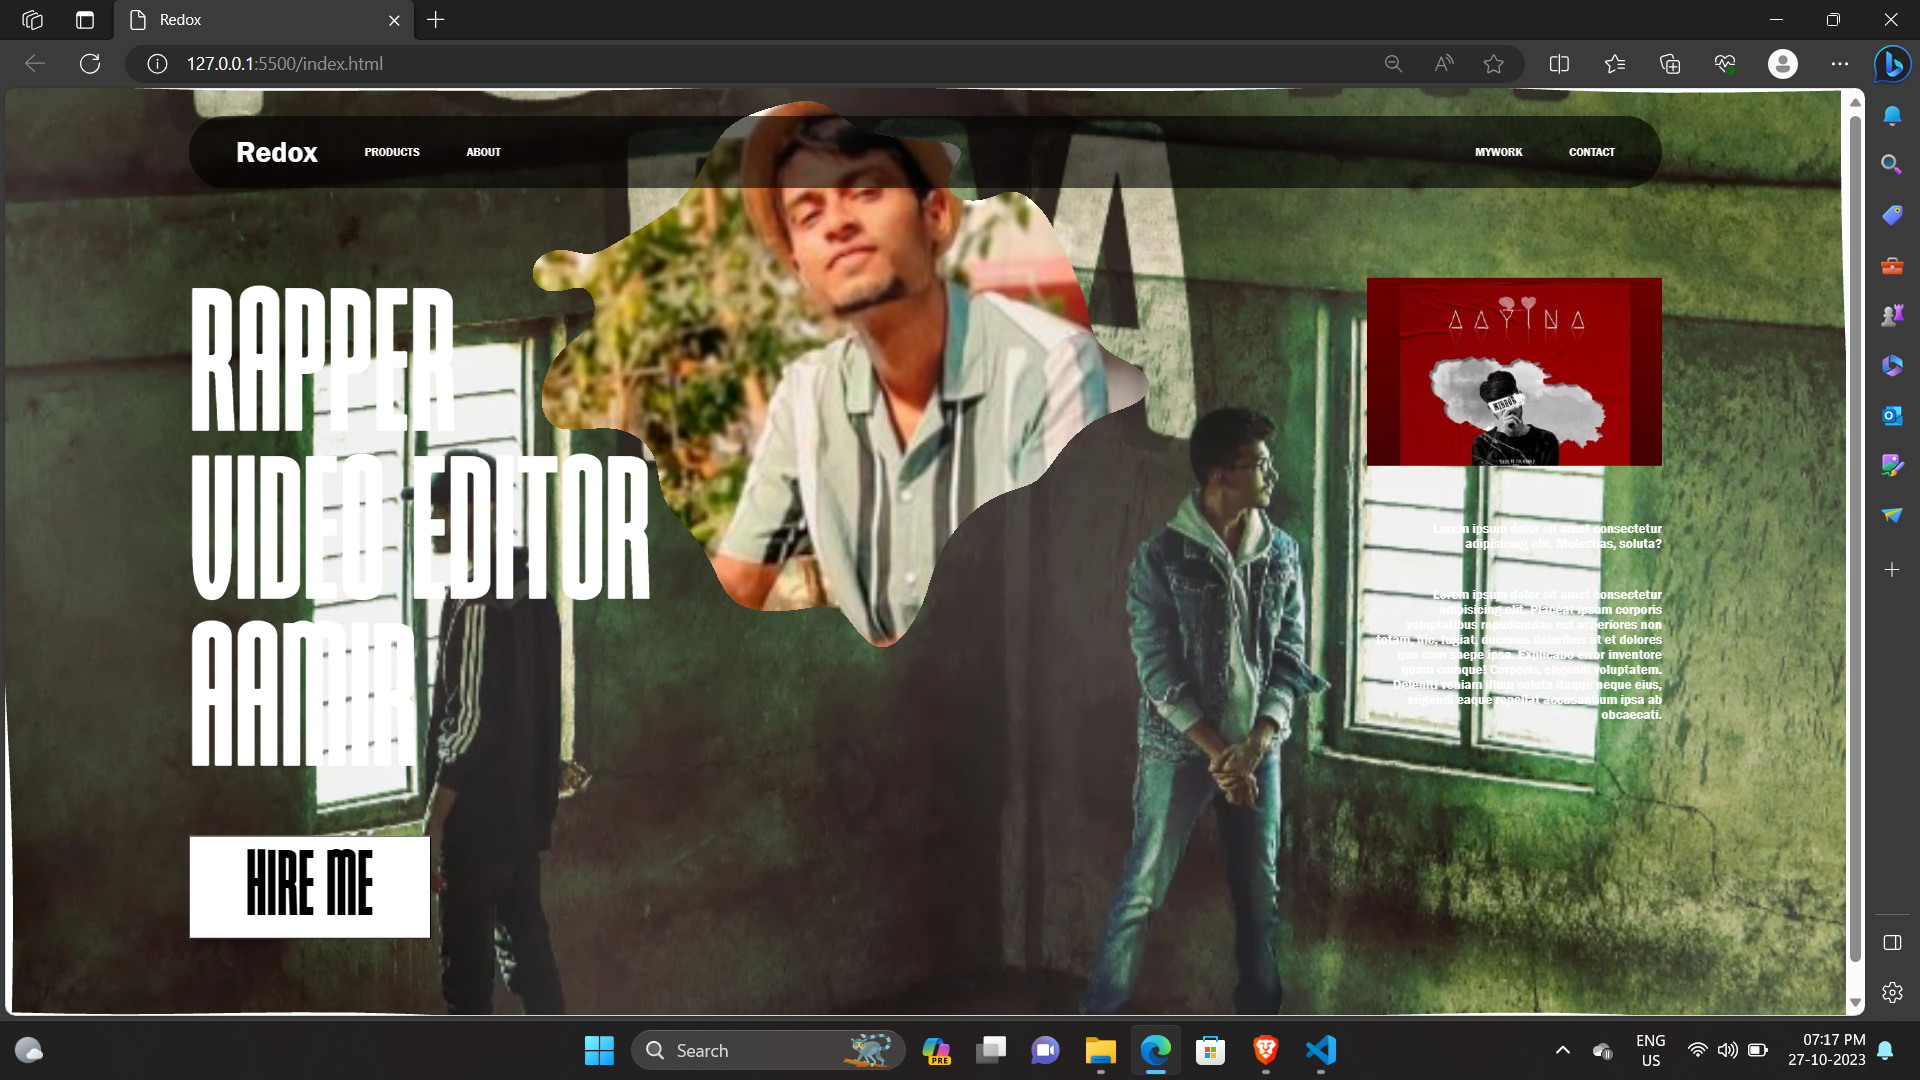 Redox
127.0.0.1:5500/index.html
Redox
PRODUCTS
ABOUT
MYWORK
CONTACT
RAPPER
VIDEO EDITOR
AAMIR
HIRE ME
AAYINA
Lorem ipsum dolor sit amet consectetur
adipisicing elit. Molestias, soluta?
Lorem ipsum dolor sit amet consectetur
adipisicing elit. Placeat ipsam corporis
voluptatibus repudiandae est asperiores non
totam, hic, fugiat, ducimus doloribus at et dolores
quo cum saepe ipsa. Explicabo error inventore
quam cumque! Corporis, eligendi voluptatem.
Deleniti veniam illum soluta itaque neque eius,
eligendi eaque repellat accusantium ipsa ab
obcaecati.
Search
PRE
ENG
US
07:17 PM
27-10-2023